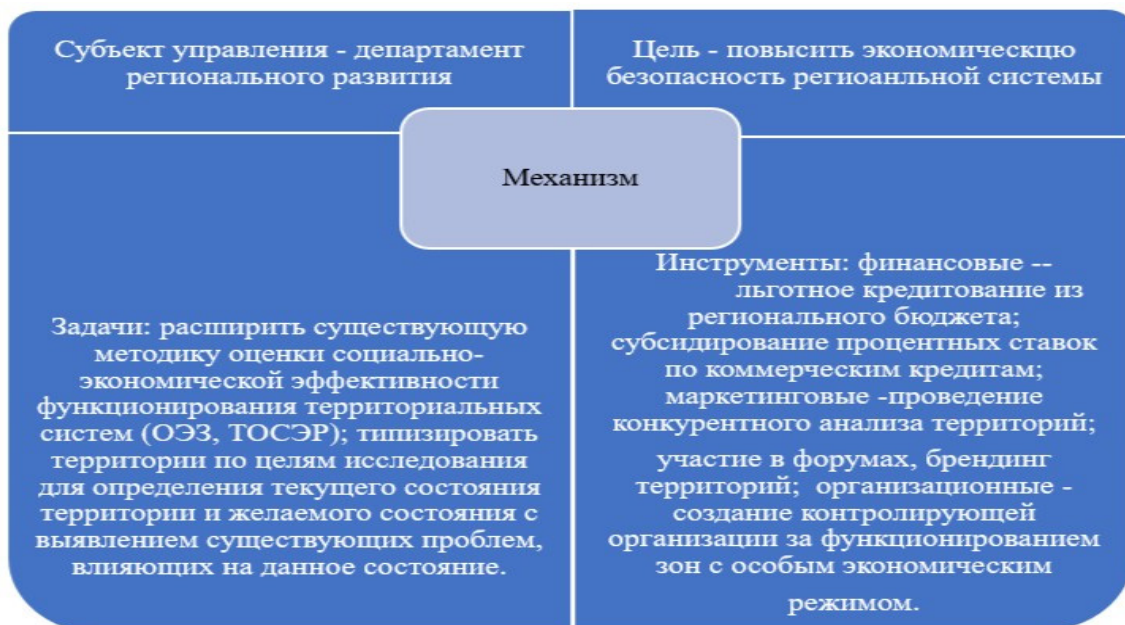 Субъект управления - департамент
регионального развития
Цель - повысить экономическцю
безопасность региоанльной системы
Механизм
Задачи: расширить существующую
методику оценки социально-
экономической эффективности
функционирования территориальных
систем (ОЭЗ, ТОСЭР); типизировать
территории по целям исследования
для определения текущего состояния
территории и желаемого состояния с
выявлением существующих проблем,
влияющих на данное состояние.
Инструменты: финансовые --
льготное кредитование из
регионального бюджета;
субсидирование процентных ставок
по коммерческим кредитам;
маркетинговые -проведение
конкурентного анализа территорий;
участие в форумах, брендинг
территорий; организационные -
создание контролирующей
организации за функционированием
зон с особым экономическим
режимом.